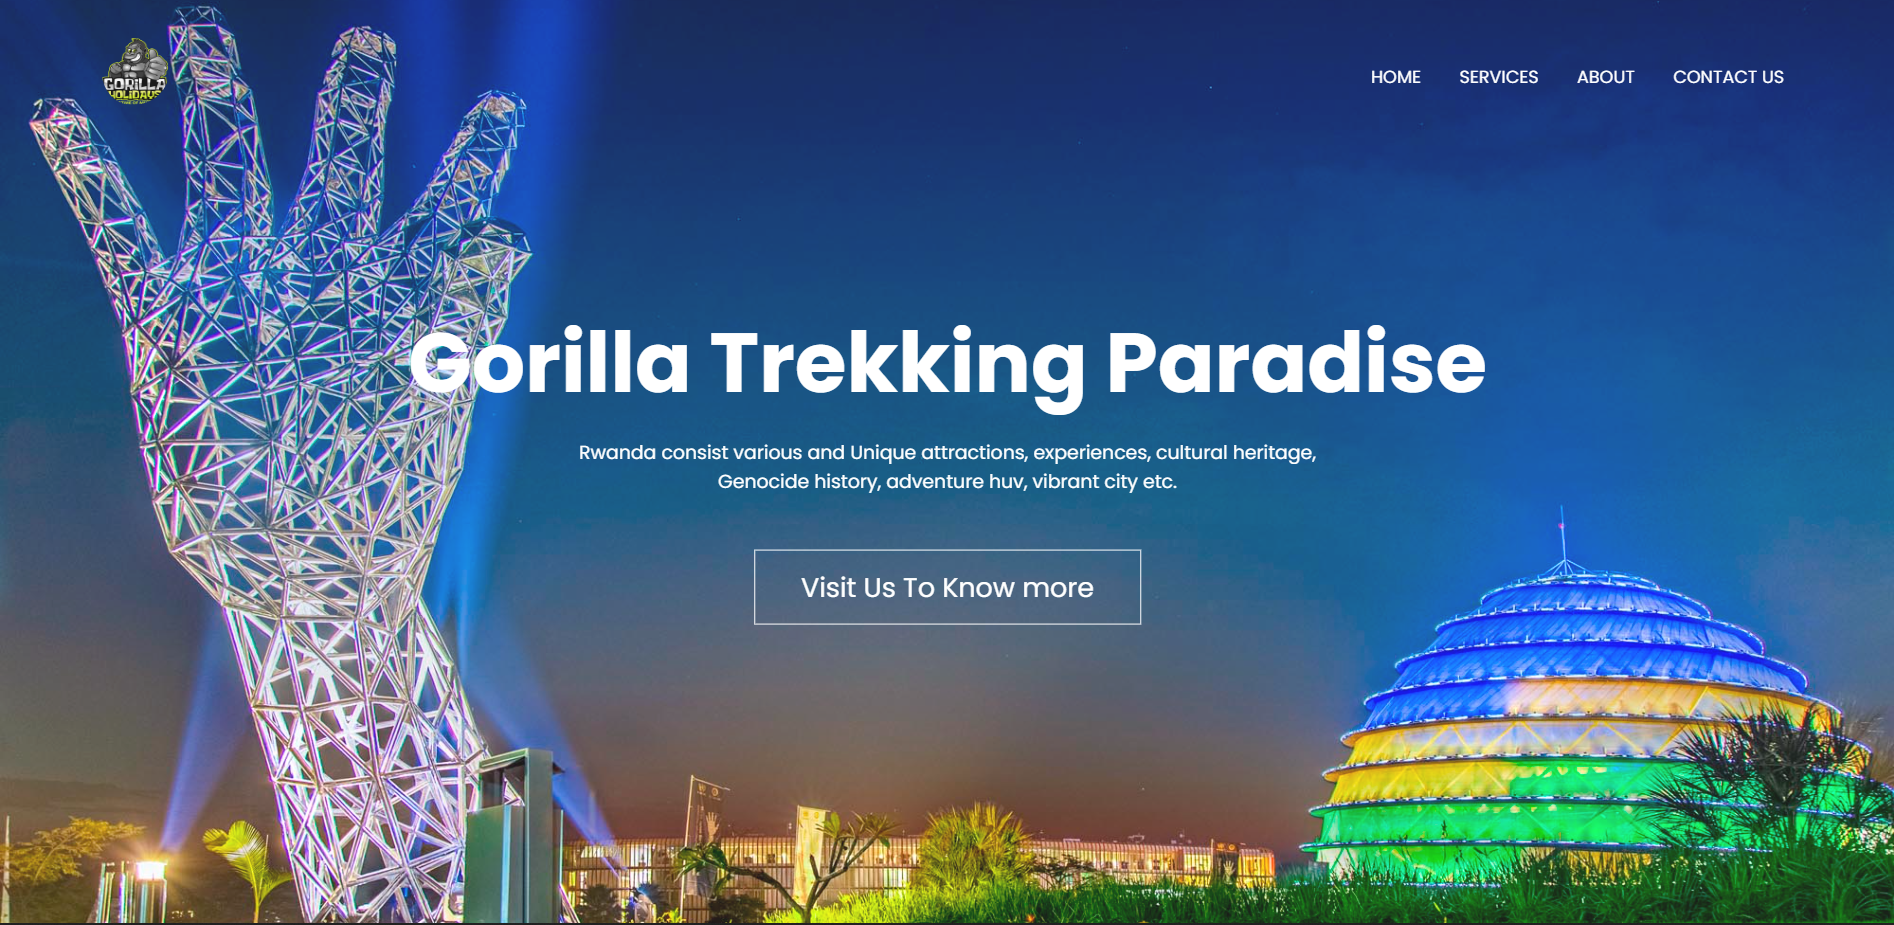 GORILLA
HOLIDAYS
HOME SERVICES ABOUT CONTACT US
Gorilla Trekking Paradise
Rwanda consist various and Unique attractions, experiences, cultural heritage,
Genocide history, adventure huv, vibrant city etc.
Visit Us To Know more